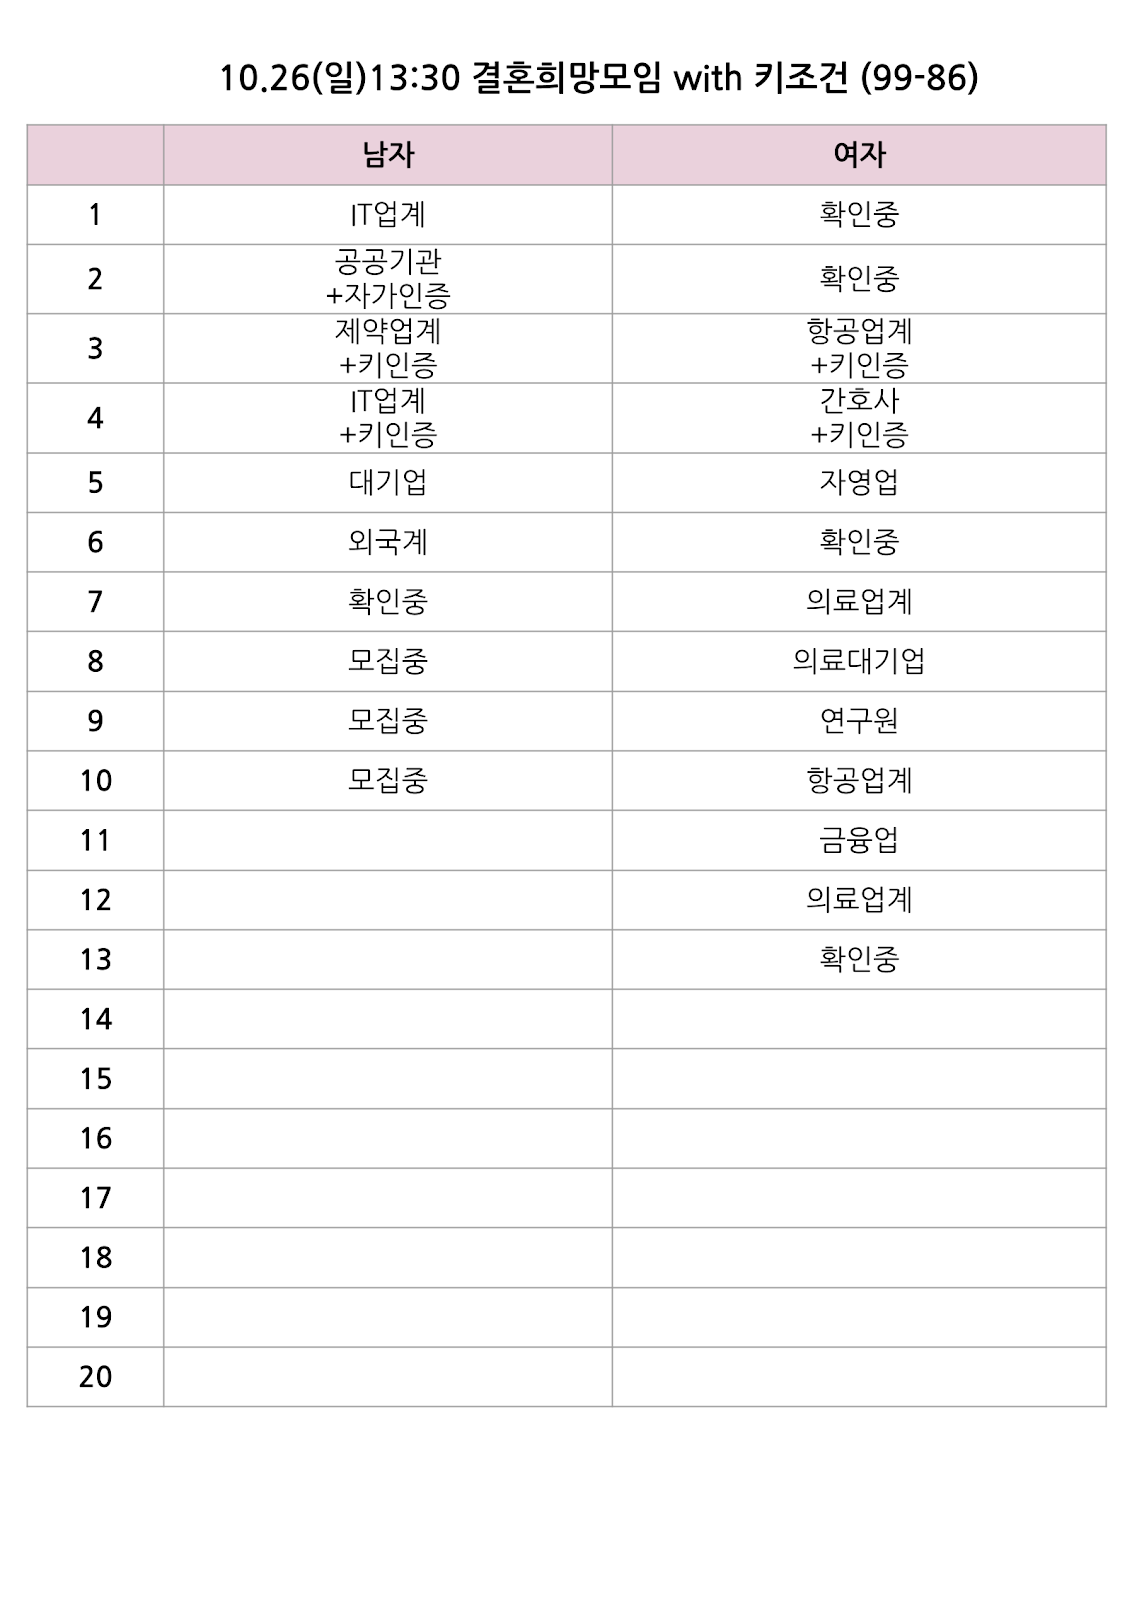 10.26(일)13:30 결혼희망모임 with 키조건 (99-86)
남자 여자
1 IT업계 확인중
2 공공기관 +자가인증 확인중
3 제약업계 +키인증 항공업계 +키인증
4 IT업계 +키인증 간호사 +키인증
5 대기업 자영업
6 외국계 확인중
7 확인중 의료업계
8 모집중 의료대기업
9 모집중 연구원
10 모집중 항공업계
11 금융업
12 의료업계
13 확인중
14
15
16
17
18
19
20